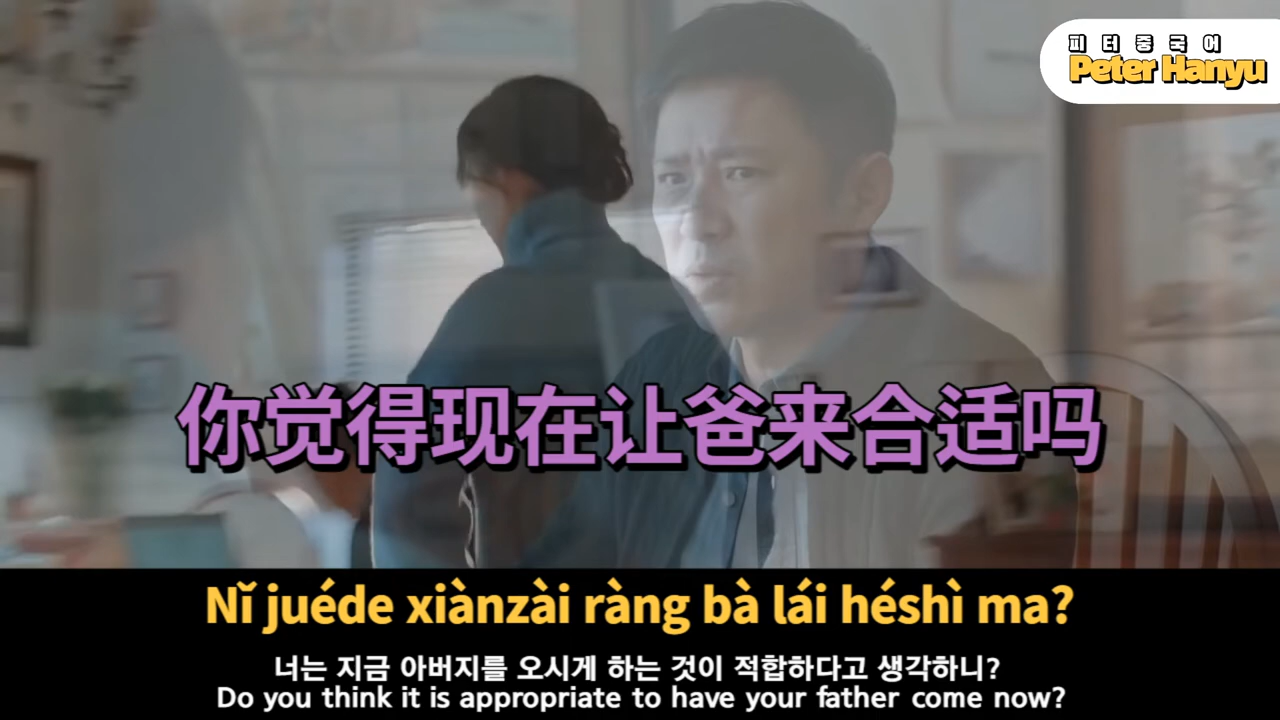 피터중국어
Peter Hanyu
你觉得现在让爸来合适吗
Nǐ juéde xiànzài ràng bà lái héshì ma?
너는 지금 아버지를 오시게 하는 것이 적합하다고 생각하니?
Do you think it is appropriate to have your father come now?